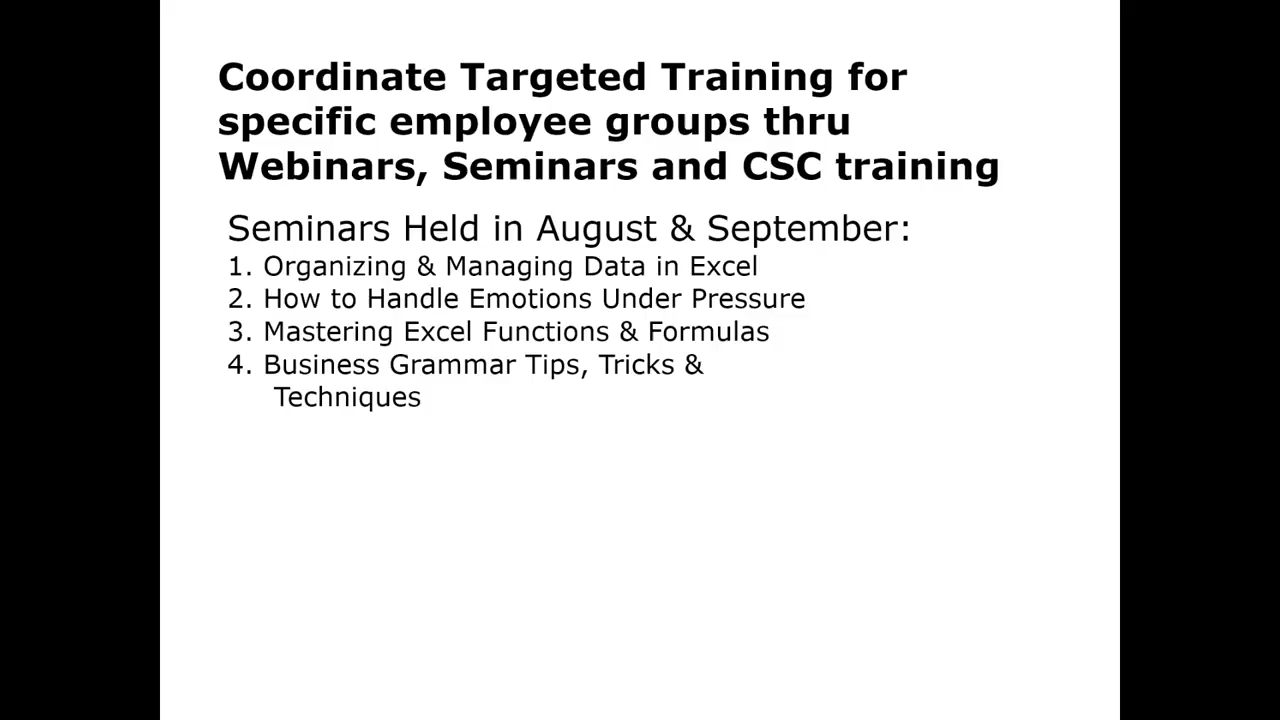 Coordinate Targeted Training for
specific employee groups thru
Webinars, Seminars and CSC training
Seminars Held in August & September:
1. Organizing & Managing Data in Excel
2. How to Handle Emotions Under Pressure
3. Mastering Excel Functions & Formulas
4. Business Grammar Tips, Tricks &
Techniques